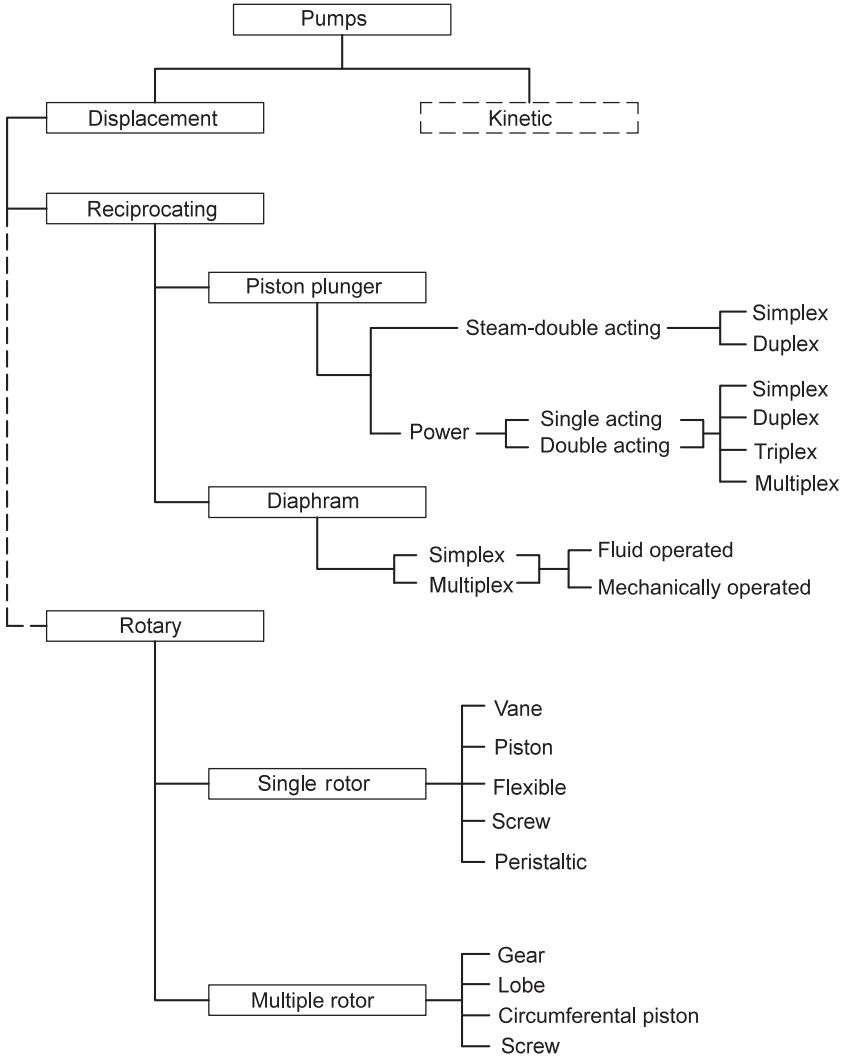 Pumps
Displacement
Kinetic
Reciprocating
Piston plunger
Steam-double acting
Simplex
Duplex
Power
Single acting
Double acting
Simplex
Duplex
Triplex
Multiplex
Diaphram
Simplex
Multiplex
Fluid operated
Mechanically operated
Rotary
Single rotor
Vane
Piston
Flexible
Screw
Peristaltic
Multiple rotor
Gear
Lobe
Circumferental piston
Screw